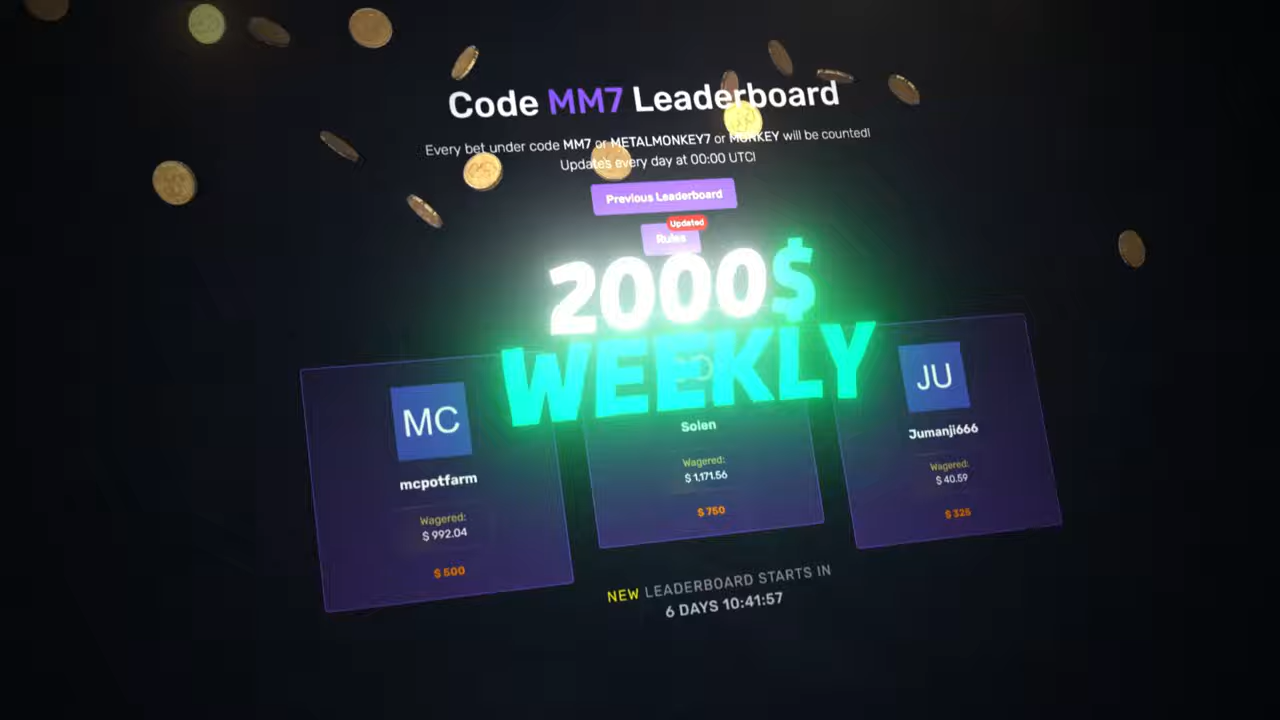 Code MM7 Leaderboard
Every bet under code MM7 or METALMONKEY7 or MONKEY will be counted!
Updates every day at 00:00 UTC!
Previous Leaderboard
Updated
Rules
2000$
WEEKLY
MC
mcpotfarm
Wagered:
$ 992.04
$ 500
Solen
Wagered:
$ 1,171.56
$ 750
JU
Jumanji666
Wagered:
$ 40.59
$ 325
NEW LEADERBOARD STARTS IN
6 DAYS 10:41:57